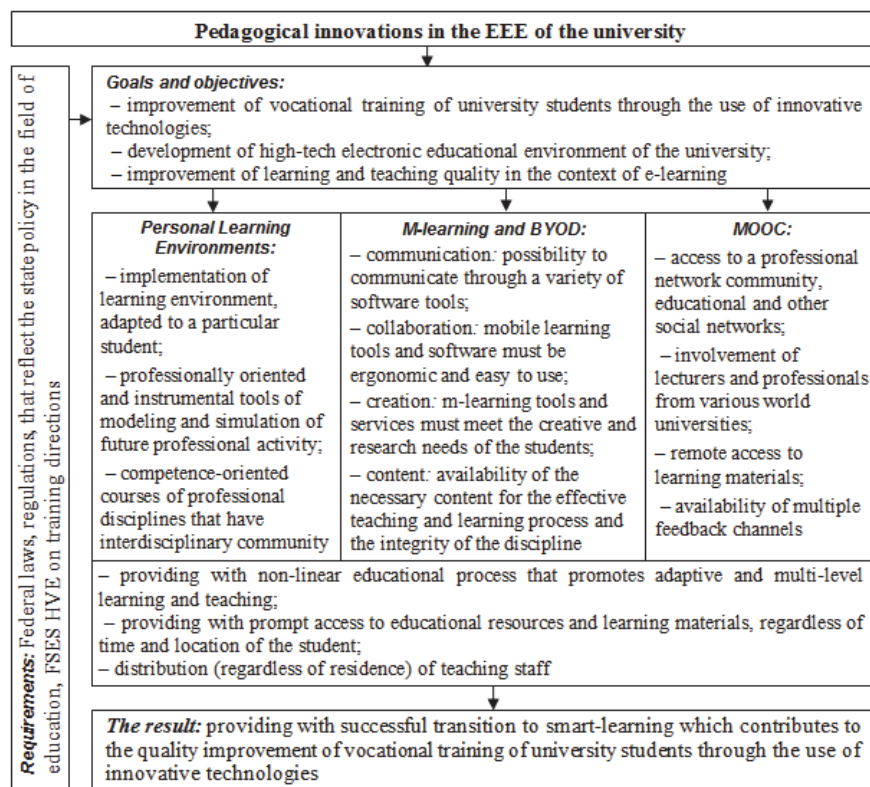 Pedagogical innovations in the EEE of the university
Requirements: Federal laws, regulations, that reflect the state policy in the field of
education, FSES HVE on training directions
Goals and objectives:
– improvement of vocational training of university students through the use of innovative
technologies;
– development of high-tech electronic educational environment of the university;
– improvement of learning and teaching quality in the context of e-learning
Personal Learning
Environments:
– implementation of
learning environment,
adapted to a particular
student;
– professionally oriented
and instrumental tools of
modeling and simulation of
future professional activity;
– competence-oriented
courses of professional
disciplines that have
interdisciplinary community
M-learning and BYOD:
– communication: possibility to
communicate through a variety of
software tools;
– collaboration: mobile learning
tools and software must be
ergonomic and easy to use;
– creation: m-learning tools and
services must meet the creative and
research needs of the students;
– content: availability of the
necessary content for the effective
teaching and learning process and
the integrity of the discipline
MOOC:
– access to a professional
network community,
educational and other
social networks;
– involvement of
lecturers and professionals
from various world
universities;
– remote access to
learning materials;
– availability of multiple
feedback channels
– providing with non-linear educational process that promotes adaptive and multi-level
learning and teaching;
– providing with prompt access to educational resources and learning materials, regardless of
time and location of the student;
– distribution (regardless of residence) of teaching staff
The result: providing with successful transition to smart-learning which contributes to
the quality improvement of vocational training of university students through the use of
innovative technologies